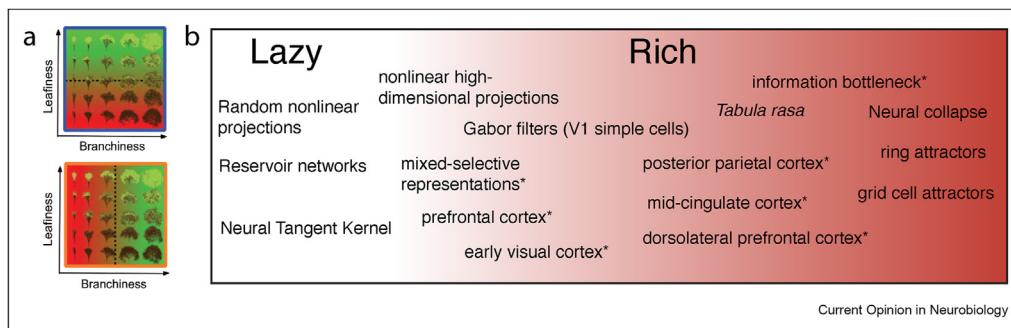 a
Leafiness
Branchiness
Leafiness
Branchiness
b
Lazy
Rich
nonlinear high-
dimensional projections
information bottleneck*
Random nonlinear
projections
Tabula rasa
Neural collapse
Gabor filters (V1 simple cells)
Reservoir networks
mixed-selective
representations*
posterior parietal cortex*
ring attractors
mid-cingulate cortex*
grid cell attractors
prefrontal cortex*
Neural Tangent Kernel
early visual cortex*
dorsolateral prefrontal cortex*
Current Opinion in Neurobiology